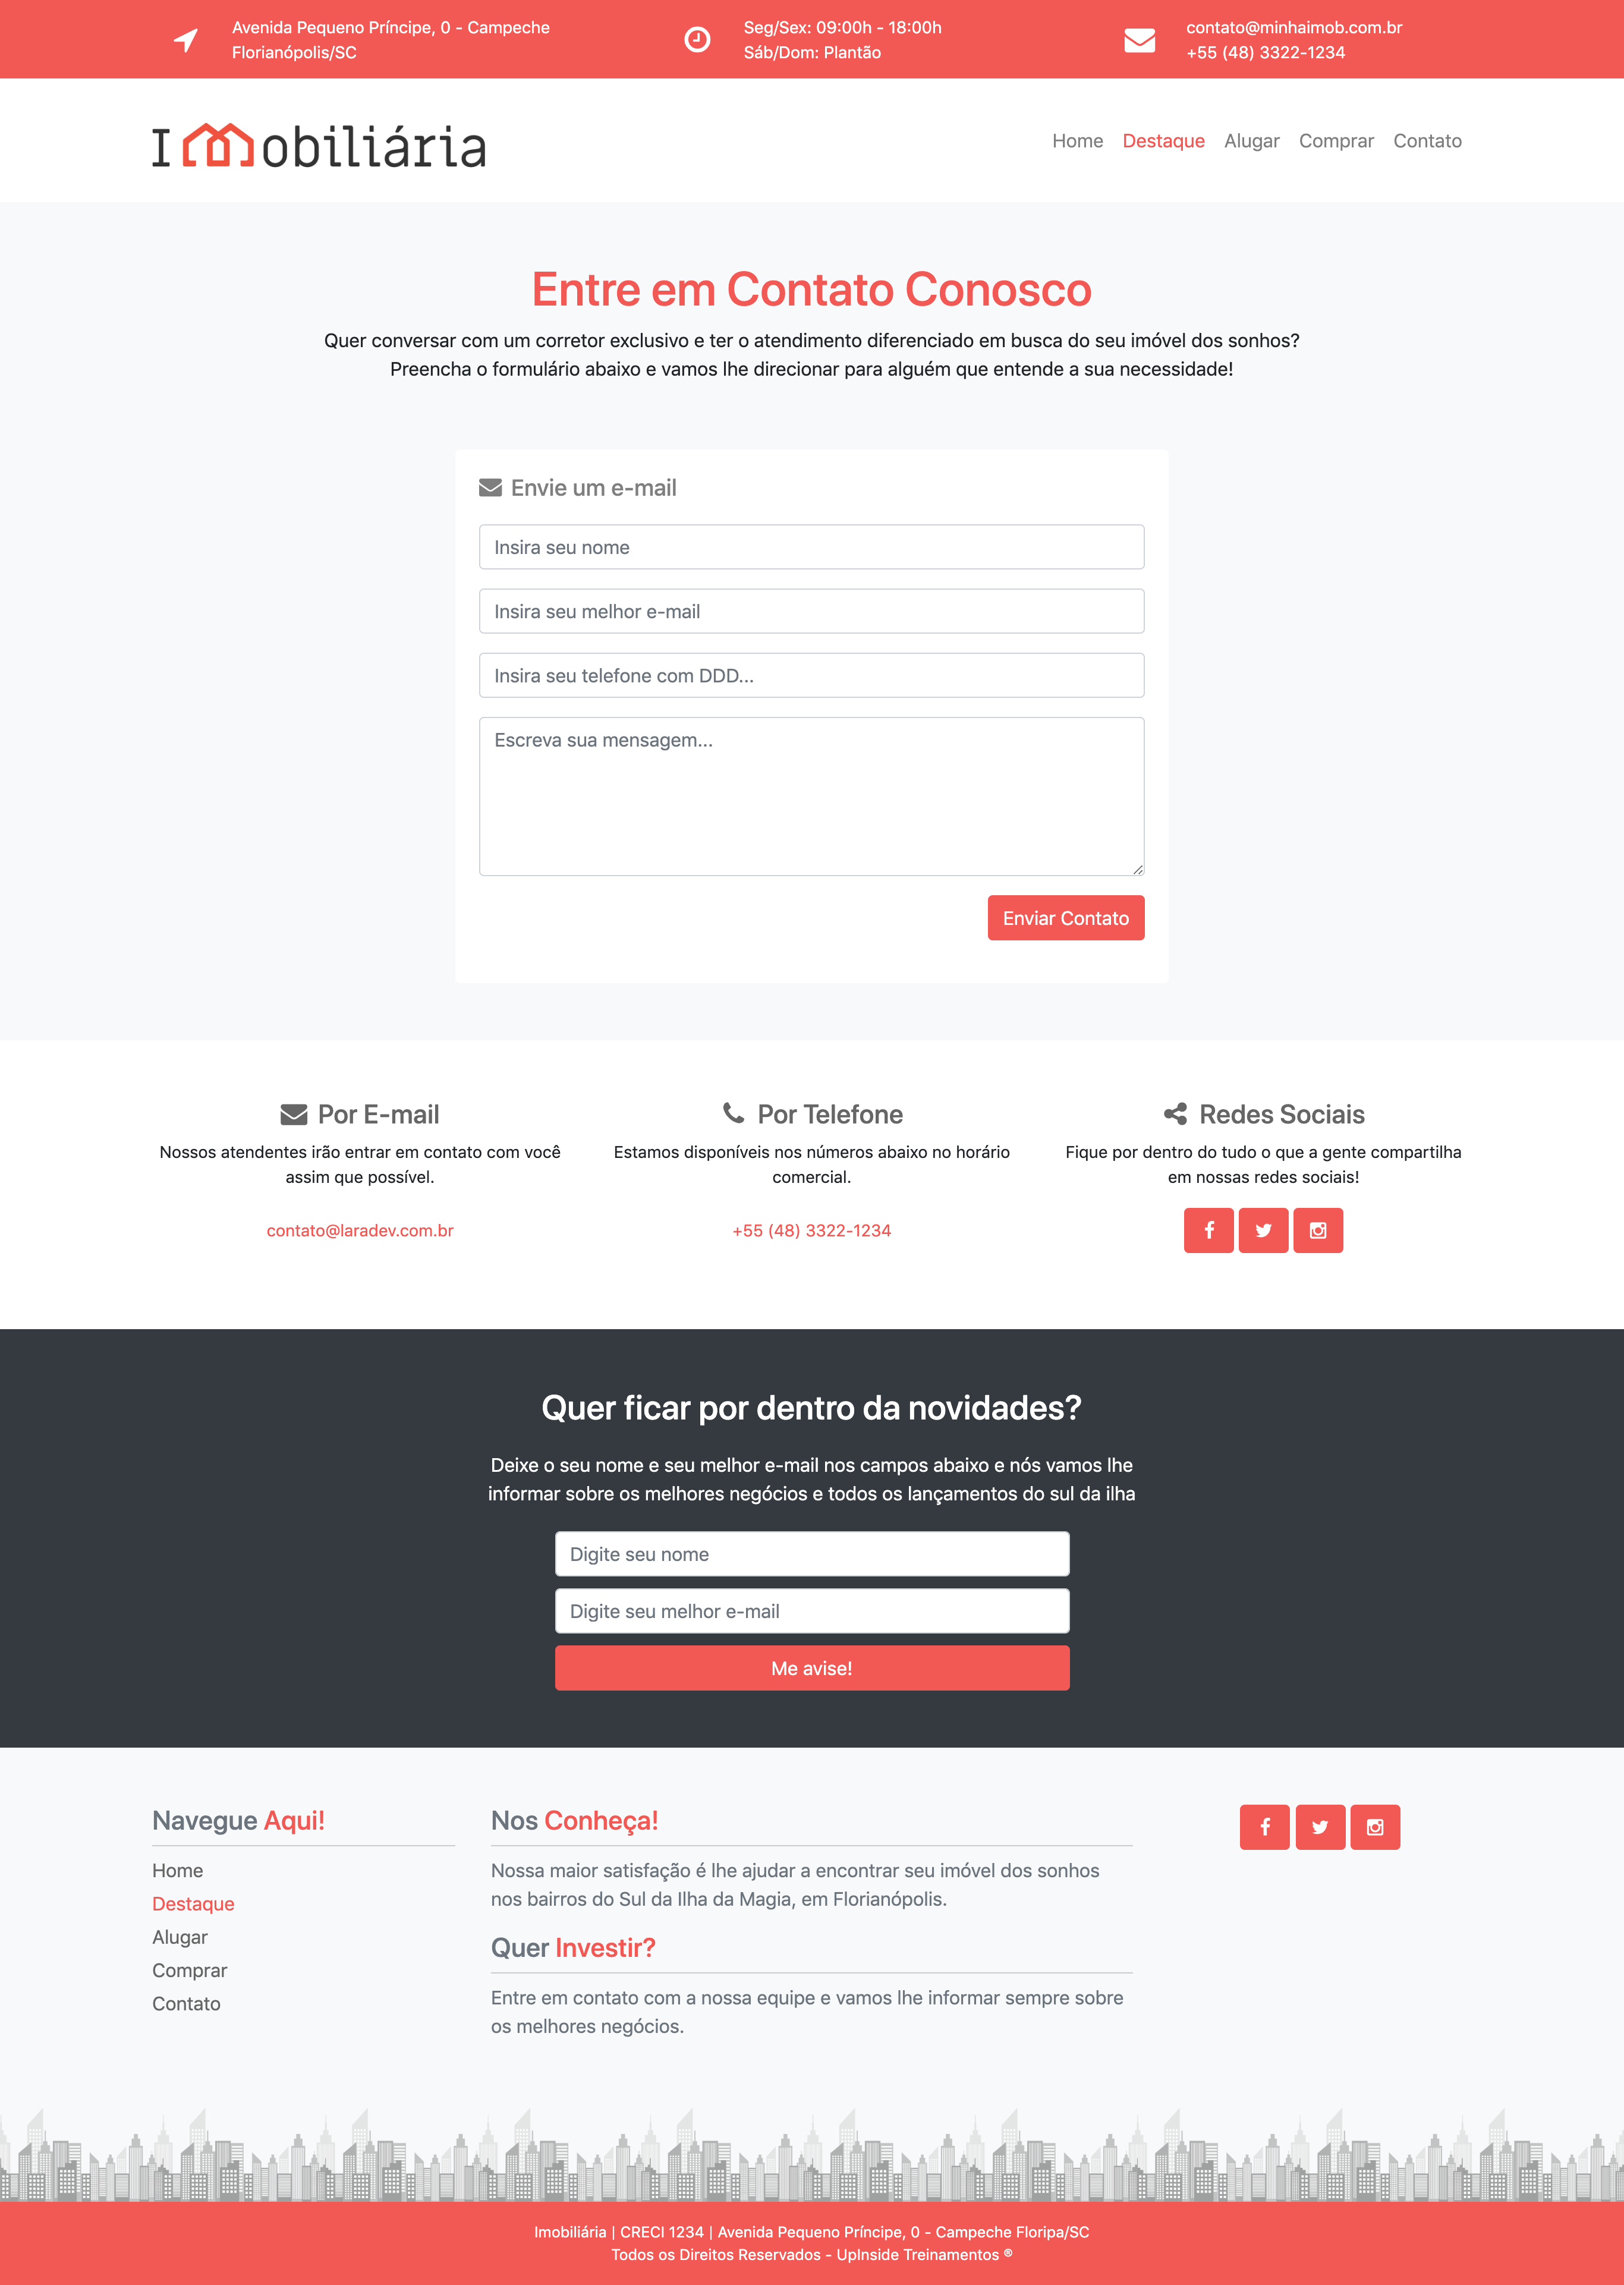 Avenida Pequeno Príncipe, 0 - Campeche
Florianópolis/SC
Seg/Sex: 09:00h - 18:00h
Sáb/Dom: Plantão
contato@minhaimob.com.br
+55 (48) 3322-1234
Imobiliária
Home Destaque Alugar Comprar Contato
Entre em Contato Conosco
Quer conversar com um corretor exclusivo e ter o atendimento diferenciado em busca do seu imóvel dos sonhos?
Preencha o formulário abaixo e vamos lhe direcionar para alguém que entende a sua necessidade!
Envie um e-mail
Insira seu nome
Insira seu melhor e-mail
Insira seu telefone com DDD...
Escreva sua mensagem...
Enviar Contato
Por E-mail
Nossos atendentes irão entrar em contato com você
assim que possível.
contato@laradev.com.br
Por Telefone
Estamos disponíveis nos números abaixo no horário
comercial.
+55 (48) 3322-1234
Redes Sociais
Fique por dentro do tudo o que a gente compartilha
em nossas redes sociais!
Quer ficar por dentro da novidades?
Deixe o seu nome e seu melhor e-mail nos campos abaixo e nós vamos lhe
informar sobre os melhores negócios e todos os lançamentos do sul da ilha
Digite seu nome
Digite seu melhor e-mail
Me avise!
Navegue Aqui!
Home
Destaque
Alugar
Comprar
Contato
Nos Conheça!
Nossa maior satisfação é lhe ajudar a encontrar seu imóvel dos sonhos
nos bairros do Sul da Ilha da Magia, em Florianópolis.
Quer Investir?
Entre em contato com a nossa equipe e vamos lhe informar sempre sobre
os melhores negócios.
Imobiliária | CRECI 1234 | Avenida Pequeno Príncipe, 0 - Campeche Floripa/SC
Todos os Direitos Reservados - UpInside Treinamentos ®